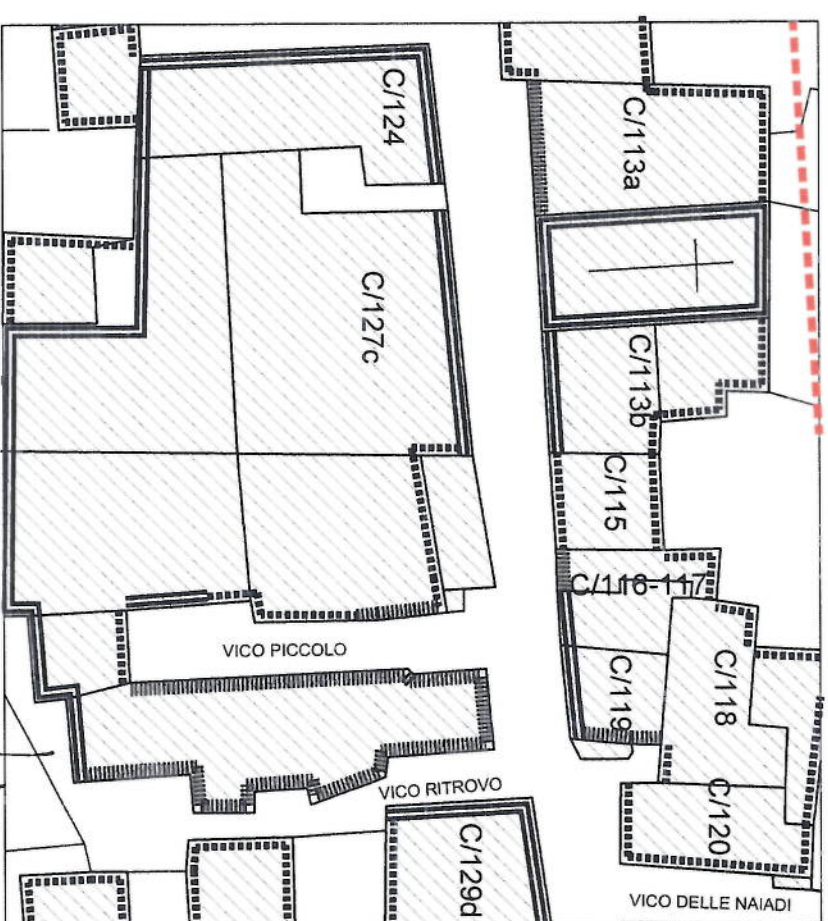 C/124
C/113a
C/127c
C/113b
C/115
C/116-117
VICO PICCOLO
C/119
C/118
VICO RITROVO
C/120
C/129d
VICO DELLE NAIADI